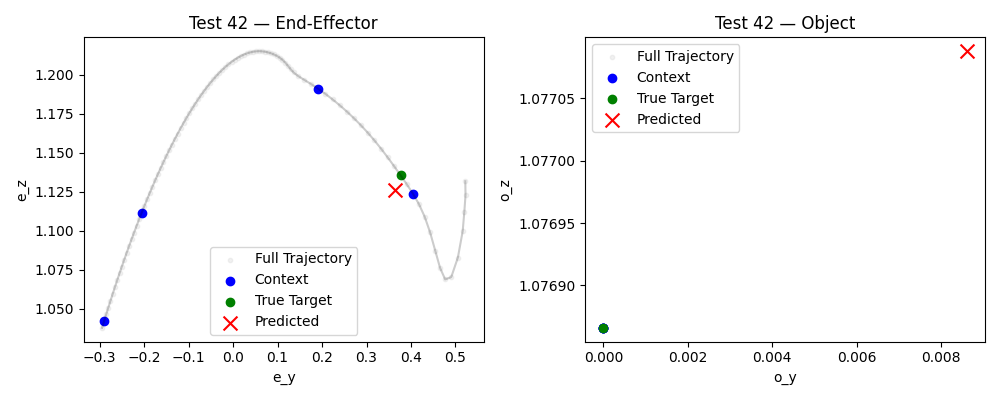 Test 42 — End-Effector
1.200
1.175
1.150
1.125
1.100
1.075
1.050
e_z
Full Trajectory
Context
True Target
Predicted
−0.3
−0.2
−0.1
0.0
0.1
0.2
0.3
0.4
0.5
e_y
Test 42 — Object
Full Trajectory
Context
True Target
Predicted
1.07705
1.07700
1.07695
1.07690
o_z
0.000
0.002
0.004
0.006
0.008
o_y